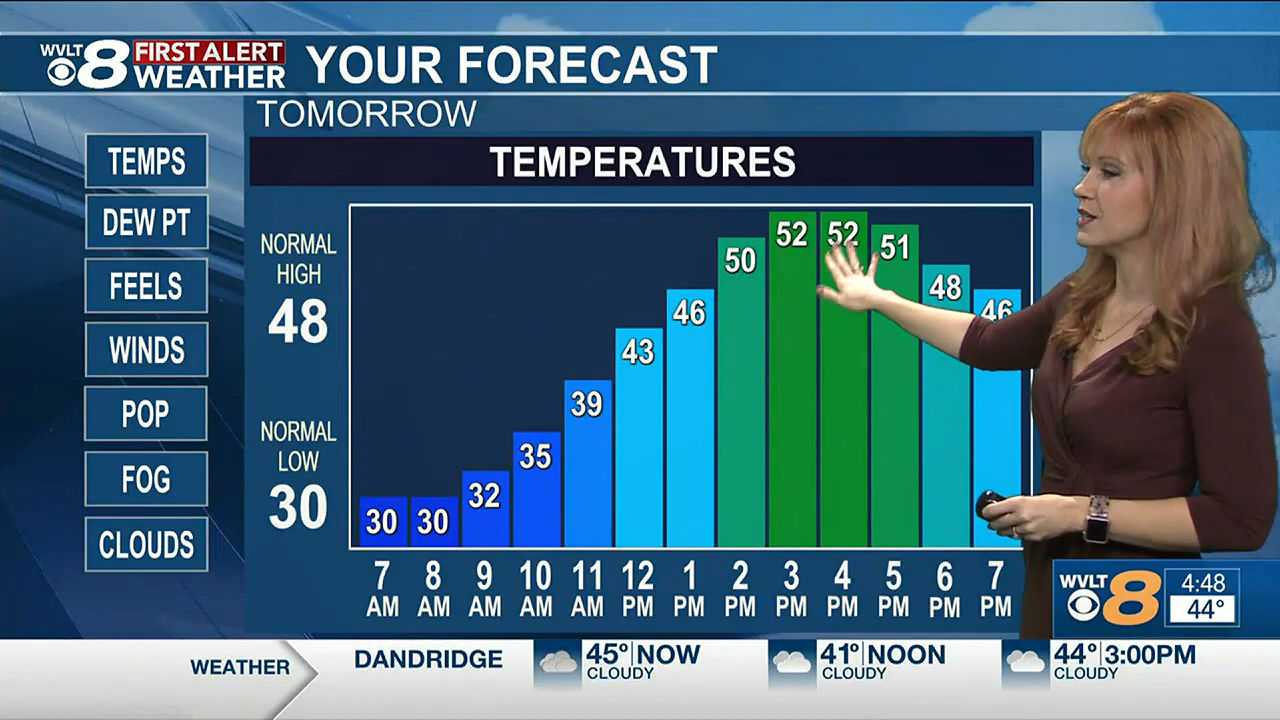 WVLT 8 FIRST ALERT WEATHER
YOUR FORECAST
TOMORROW
TEMPERATURES
TEMPS
DEW PT
FEELS
WINDS
POP
FOG
CLOUDS
NORMAL
HIGH
48
NORMAL
LOW
30
30 30 32 35 39 43 46 50 52 52 51 48 46
7 8 9 10 11 12 1 2 3 4 5 6 7
AM AM AM AM AM PM PM PM PM PM PM PM PM
WVLT 8
4:48
44°
WEATHER
DANDRIDGE
45° NOW
CLOUDY
41° NOON
CLOUDY
44° 3:00PM
CLOUDY